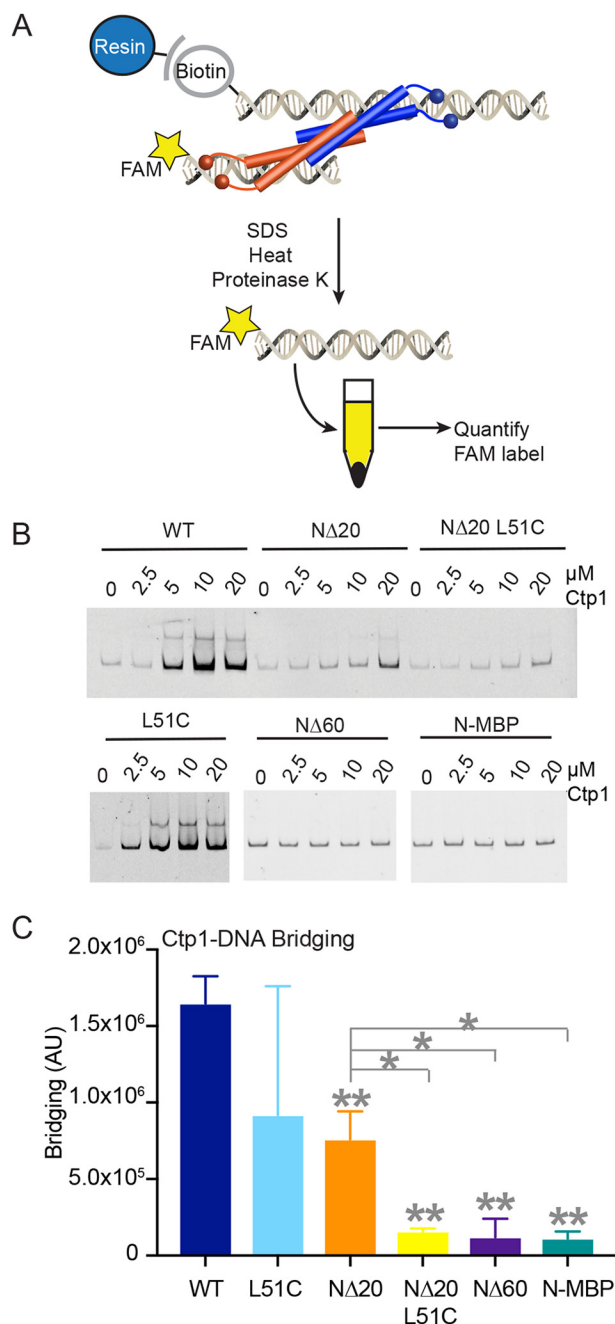 A
Resin
Biotin
FAM
SDS
Heat
Proteinase K
FAM
Quantify
FAM label
B
WT NΔ20 NΔ20 L51C
0 2.5 5 10 20 0 2.5 5 10 20 0 2.5 5 10 20 µM
Ctp1
L51C NΔ60 N-MBP
0 2.5 5 10 20 0 2.5 5 10 20 0 2.5 5 10 20 µM
Ctp1
C
Ctp1-DNA Bridging
Bridging (AU)
2.0x10⁶
1.5x10⁶
1.0x10⁶
5.0x10⁵
0
*
*
*
**
**
**
**
WT L51C NΔ20 NΔ20 NΔ60 N-MBP
L51C